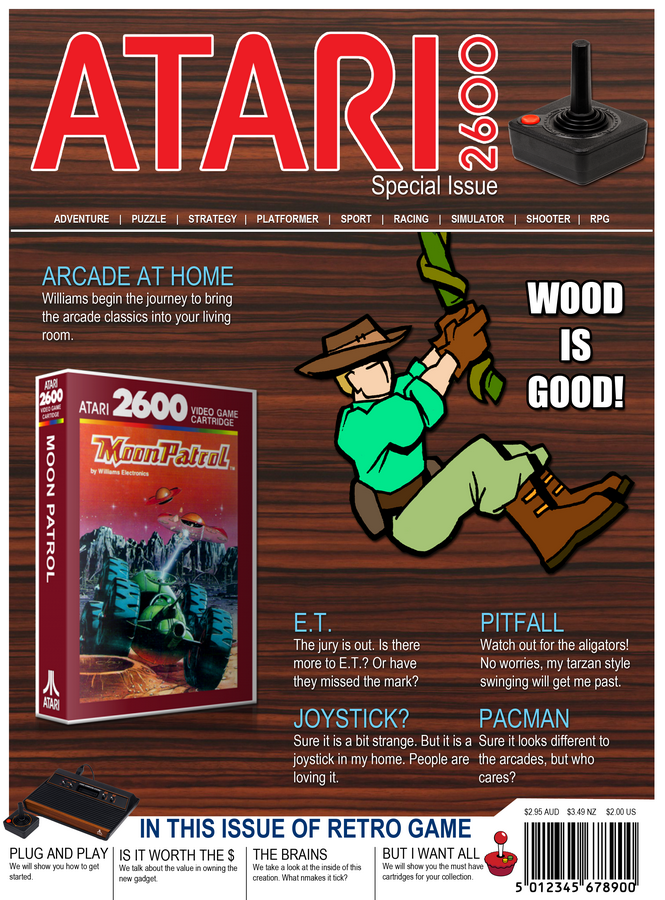 ATARI 2600
Special Issue
ADVENTURE | PUZZLE | STRATEGY | PLATFORMER | SPORT | RACING | SIMULATOR | SHOOTER | RPG
ARCADE AT HOME
Williams begin the journey to bring
the arcade classics into your living
room.
WOOD
IS
GOOD!
ATARI
2600
VIDEO GAME
CARTRIDGE
MOON PATROL
ATARI
ATARI 2600 VIDEO GAME
CARTRIDGE
Moon Patrol TM
by Williams Electronics
E.T.
The jury is out. Is there
more to E.T.? Or have
they missed the mark?
PITFALL
Watch out for the aligators!
No worries, my tarzan style
swinging will get me past.
JOYSTICK?
Sure it is a bit strange. But it is a
joystick in my home. People are
loving it.
PACMAN
Sure it looks different to
the arcades, but who
cares?
IN THIS ISSUE OF RETRO GAME
PLUG AND PLAY
We will show you how to get
started.
IS IT WORTH THE $
We talk about the value in owning the
new gadget.
THE BRAINS
We take a look at the inside of this
creation. What nmakes it tick?
BUT I WANT ALL
We will show you the must have
cartridges for your collection.
$2.95 AUD $3.49 NZ $2.00 US
5 012345 678900